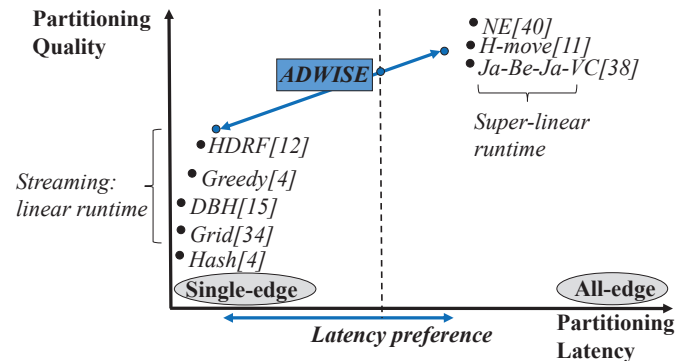 Partitioning
Quality
NE[40]
H-move[11]
Ja-Be-Ja-VC[38]
ADWISE
Super-linear
runtime
HDRF[12]
Greedy[4]
Streaming:
linear runtime
DBH[15]
Grid[34]
Hash[4]
Single-edge
All-edge
Latency preference
Partitioning
Latency